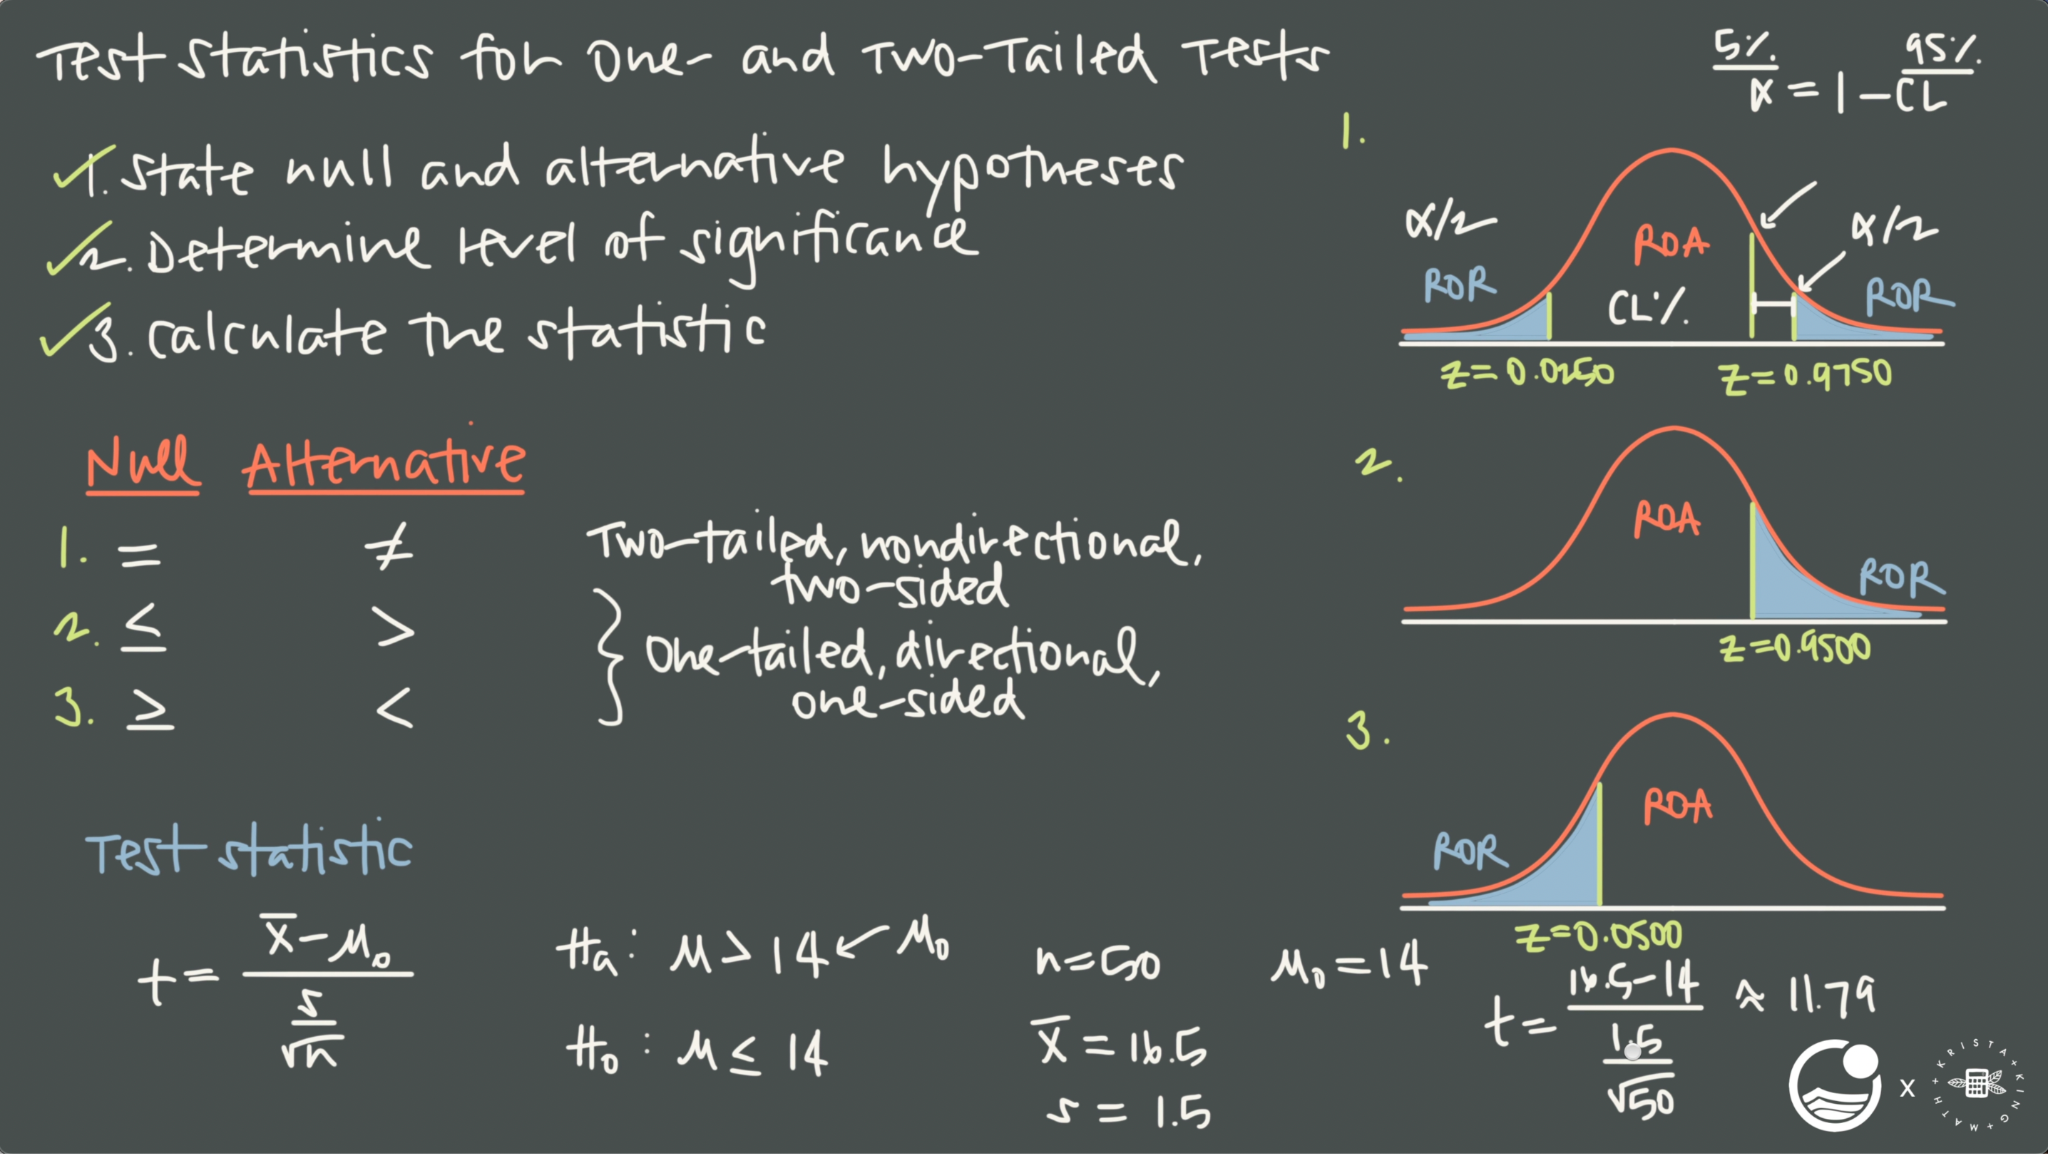 Test statistics for one- and two-tailed tests
1. State null and alternative hypotheses
2. Determine level of significance
3. Calculate the statistic
Null Alternative
1. = ≠ Two-tailed, nondirectional,
two-sided
2. ≤ >
3. ≥ <
} One-tailed, directional,
one-sided
Test statistic
t = (x̄ - μ₀) / (s/√n)
Hₐ: μ > 14 ← μ₀
H₀: μ ≤ 14
n = 50
x̄ = 16.5
s = 1.5
μ₀ = 14
t = (16.5 - 14) / (1.5/√50) ≈ 11.79
5% 95%
α = 1 - CL
1.
α/2 α/2
ROR ROA ROR
CL%
z=0.0250 z=0.9750
2.
ROA ROR
z=0.9500
3.
ROR ROA
z=0.0500
X
KRISTA+KING+MATH+